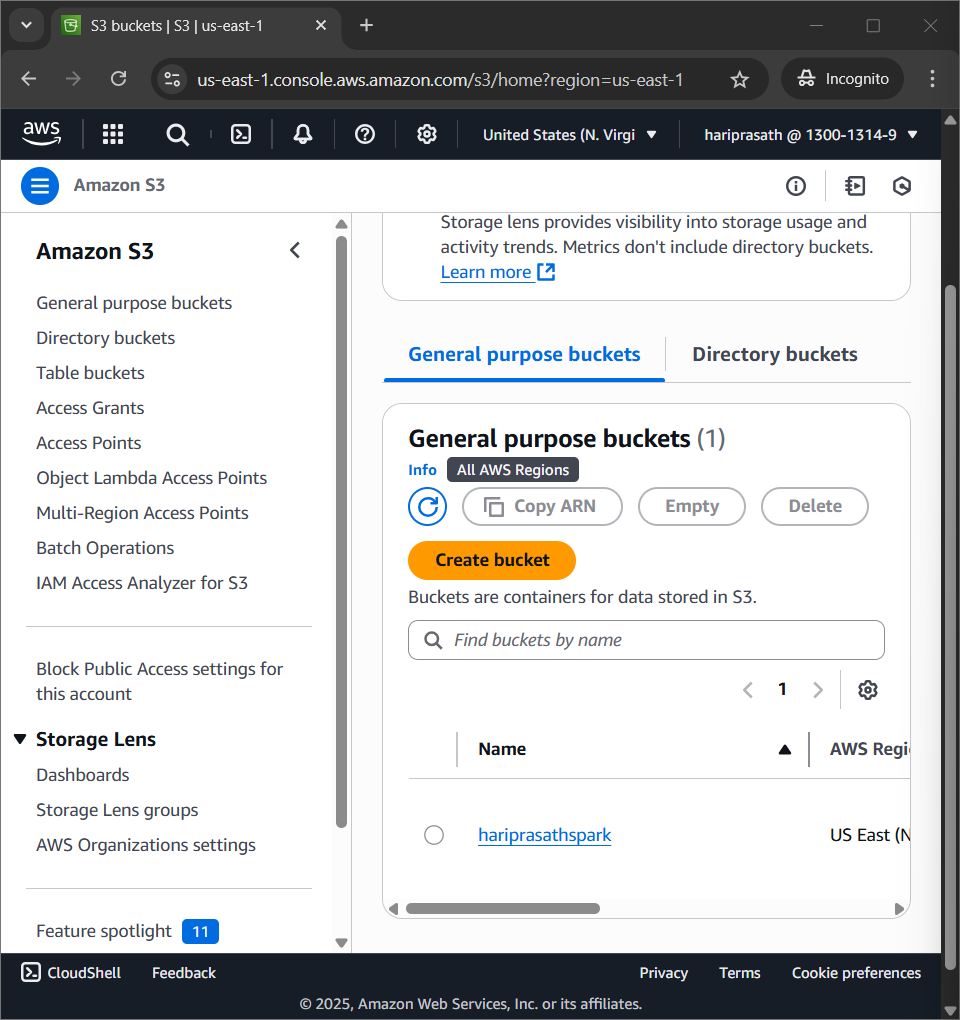 S3 buckets | S3 | us-east-1
us-east-1.console.aws.amazon.com/s3/home?region=us-east-1
Incognito
aws
United States (N. Virgi
hariprasath @ 1300-1314-9
Amazon S3
Amazon S3
General purpose buckets
Directory buckets
Table buckets
Access Grants
Access Points
Object Lambda Access Points
Multi-Region Access Points
Batch Operations
IAM Access Analyzer for S3
Block Public Access settings for
this account
Storage Lens
Dashboards
Storage Lens groups
AWS Organizations settings
Feature spotlight 11
Storage lens provides visibility into storage usage and
activity trends. Metrics don't include directory buckets.
Learn more
General purpose buckets
Directory buckets
General purpose buckets (1)
Info All AWS Regions
Copy ARN
Empty
Delete
Create bucket
Buckets are containers for data stored in S3.
Find buckets by name
1
Name
AWS Regi
hariprasathspark
US East (N
CloudShell
Feedback
Privacy
Terms
Cookie preferences
© 2025, Amazon Web Services, Inc. or its affiliates.